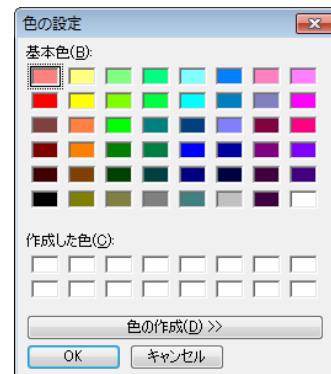 色の設定
基本色(B):
作成した色(C):
色の作成(D) >>
OK
キャンセル